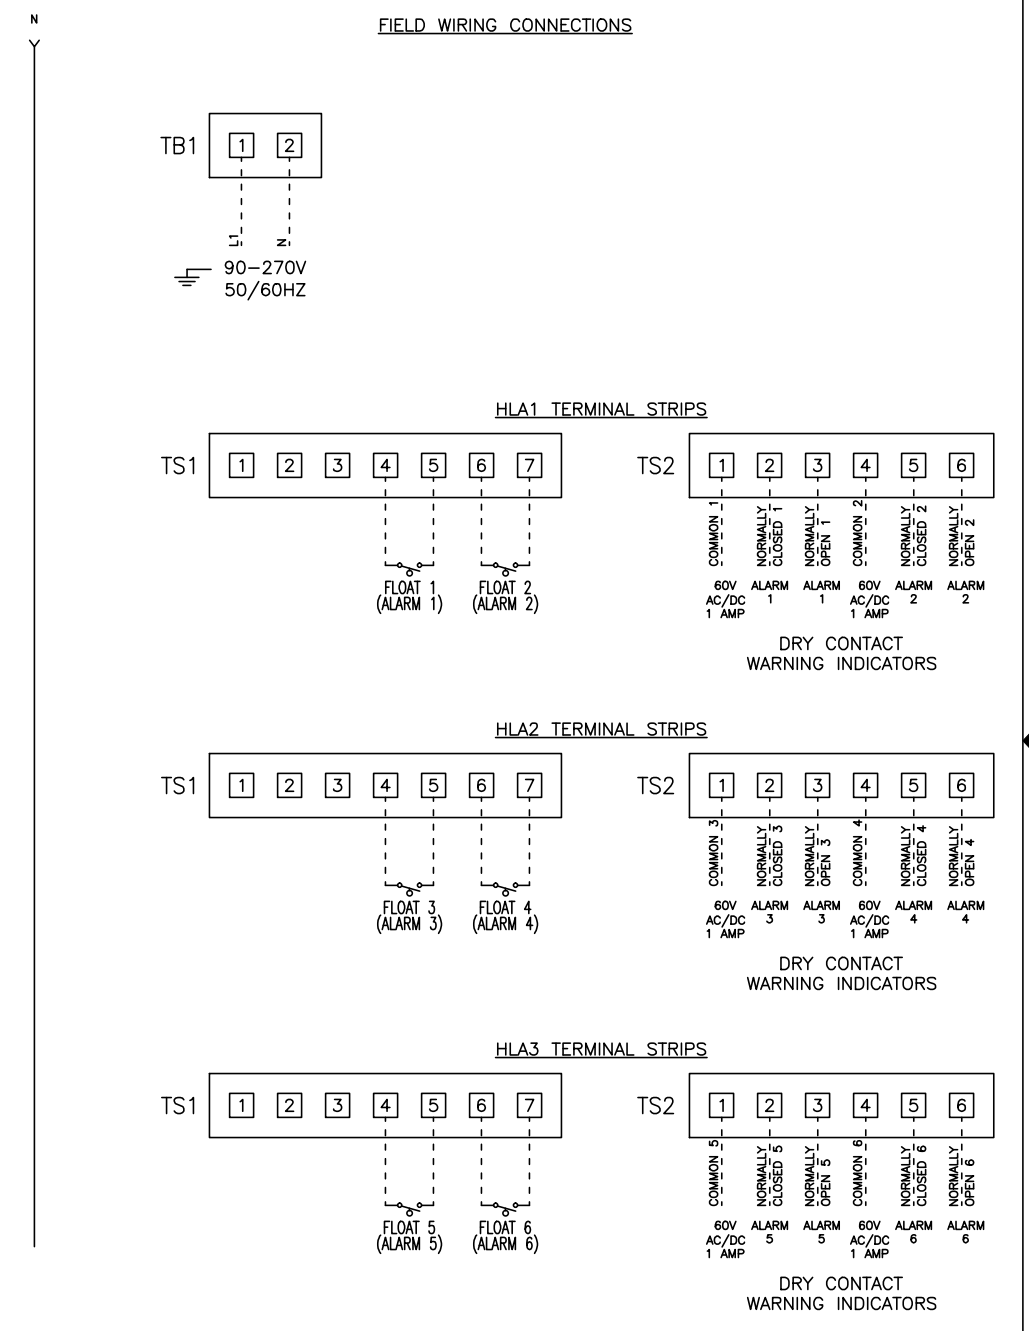 N
FIELD WIRING CONNECTIONS
TB1 1 2
L1 N
90-270V
50/60HZ
HLA1 TERMINAL STRIPS
TS1 1 2 3 4 5 6 7
FLOAT 1 FLOAT 2
(ALARM 1) (ALARM 2)
TS2 1 2 3 4 5 6
COMMON 1
NORMALLY
CLOSED 1
NORMALLY
OPEN 1
COMMON 2
NORMALLY
CLOSED 2
NORMALLY
OPEN 2
60V ALARM ALARM 60V ALARM ALARM
AC/DC 1 1 AC/DC 2 2
1 AMP 1 AMP
DRY CONTACT
WARNING INDICATORS
HLA2 TERMINAL STRIPS
TS1 1 2 3 4 5 6 7
FLOAT 3 FLOAT 4
(ALARM 3) (ALARM 4)
TS2 1 2 3 4 5 6
COMMON 3
NORMALLY
CLOSED 3
NORMALLY
OPEN 3
COMMON 4
NORMALLY
CLOSED 4
NORMALLY
OPEN 4
60V ALARM ALARM 60V ALARM ALARM
AC/DC 3 3 AC/DC 4 4
1 AMP 1 AMP
DRY CONTACT
WARNING INDICATORS
HLA3 TERMINAL STRIPS
TS1 1 2 3 4 5 6 7
FLOAT 5 FLOAT 6
(ALARM 5) (ALARM 6)
TS2 1 2 3 4 5 6
COMMON 5
NORMALLY
CLOSED 5
NORMALLY
OPEN 5
COMMON 6
NORMALLY
CLOSED 6
NORMALLY
OPEN 6
60V ALARM ALARM 60V ALARM ALARM
AC/DC 5 5 AC/DC 6 6
1 AMP 1 AMP
DRY CONTACT
WARNING INDICATORS